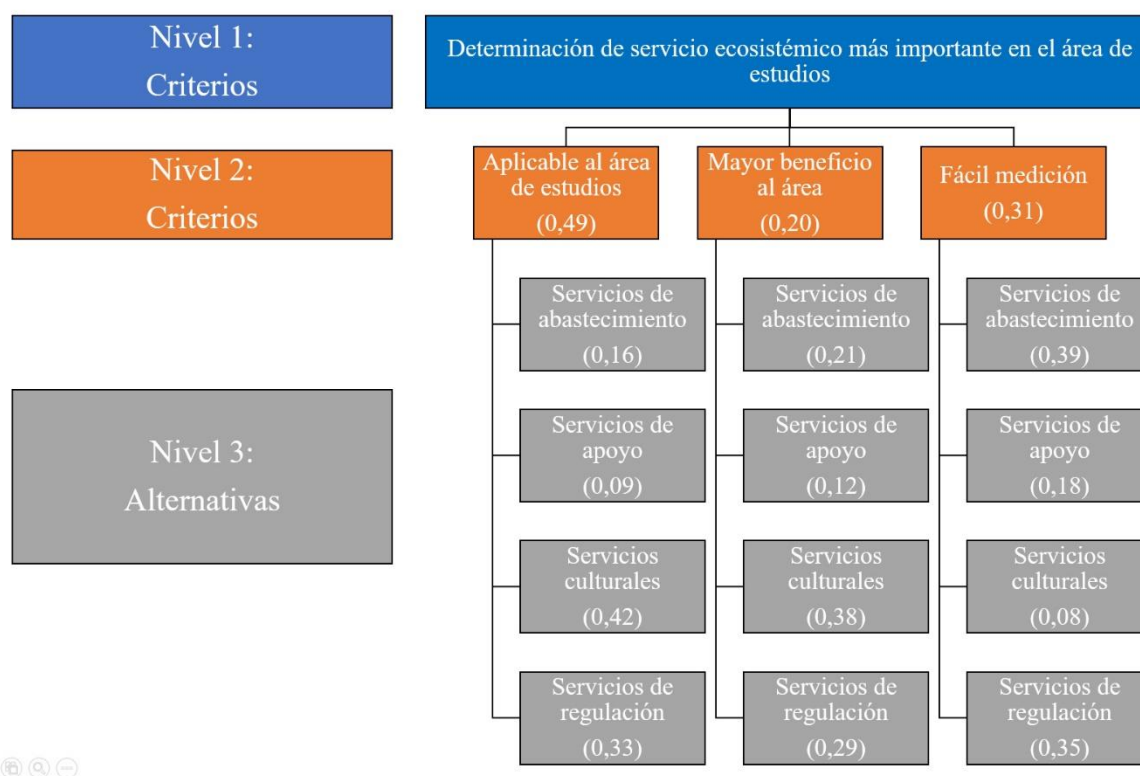 Nivel 1:
Criterios
Determinación de servicio ecosistémico más importante en el área de
estudios
Nivel 2:
Criterios
Aplicable al área
de estudios
(0,49)
Mayor beneficio
al área
(0,20)
Fácil medición
(0,31)
Nivel 3:
Alternativas
Servicios de
abastecimiento
(0,16)
Servicios de
apoyo
(0,09)
Servicios
culturales
(0,42)
Servicios de
regulación
(0,33)
Servicios de
abastecimiento
(0,21)
Servicios de
apoyo
(0,12)
Servicios
culturales
(0,38)
Servicios de
regulación
(0,29)
Servicios de
abastecimiento
(0,39)
Servicios de
apoyo
(0,18)
Servicios
culturales
(0,08)
Servicios de
regulación
(0,35)